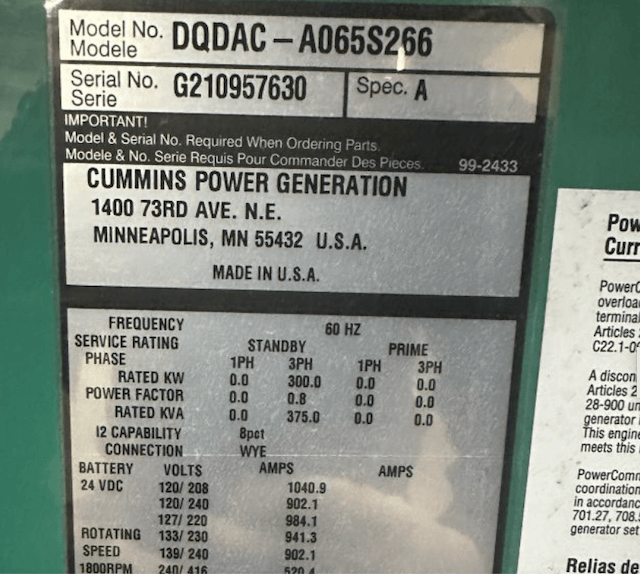 Model No. DQDAC – A065S266
Modele
Serial No. G210957630 Spec. A
Serie
IMPORTANT!
Model & Serial No. Required When Ordering Parts.
Modele & No. Serie Requis Pour Commander Des Pieces. 99-2433
CUMMINS POWER GENERATION
1400 73RD AVE. N.E.
MINNEAPOLIS, MN 55432 U.S.A.
MADE IN U.S.A.
FREQUENCY 60 HZ
SERVICE RATING STANDBY PRIME
PHASE 1PH 3PH 1PH 3PH
RATED KW 0.0 300.0 0.0 0.0
POWER FACTOR 0.0 0.8 0.0 0.0
RATED KVA 0.0 375.0 0.0 0.0
I2 CAPABILITY 8pct
CONNECTION WYE
BATTERY VOLTS AMPS AMPS
24 VDC 120/ 208 1040.9
120/ 240 902.1
127/ 220 984.1
ROTATING 133/ 230 941.3
SPEED 139/ 240 902.1
1800RPM 240/ 416 520.4
Pow
Curr
PowerC
overloa
terminal
Articles
C22.1-0
A discon
Articles 2
28-900 un
generator
This engine
meets this
PowerComm
coordination
in accordanc
701.27, 708.
generator set
Relias de